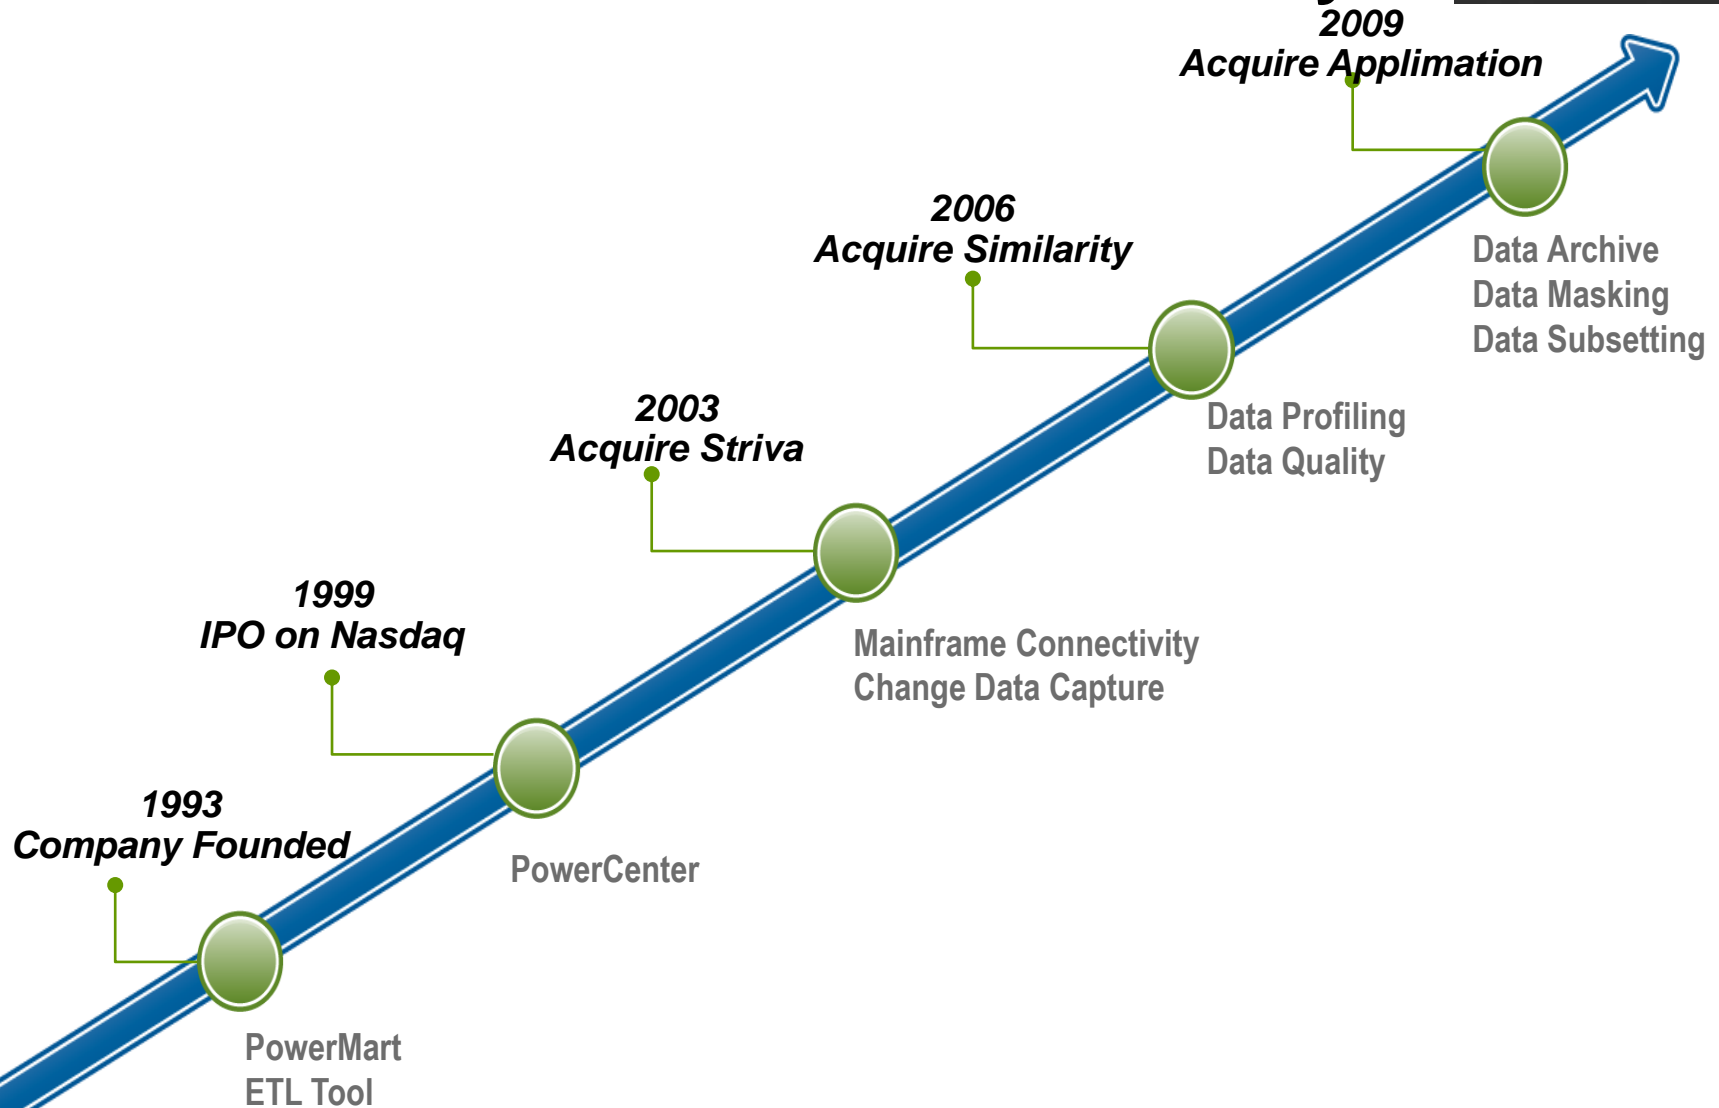 2009
Acquire Applimation
Data Archive
Data Masking
Data Subsetting
2006
Acquire Similarity
Data Profiling
Data Quality
2003
Acquire Striva
Mainframe Connectivity
Change Data Capture
1999
IPO on Nasdaq
PowerCenter
1993
Company Founded
PowerMart
ETL Tool